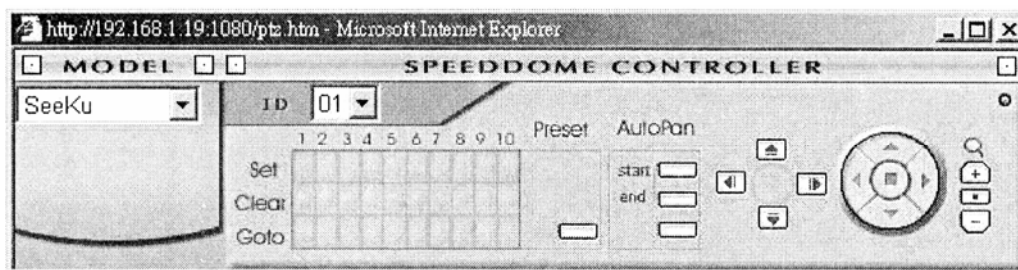 http://192.168.1.19:1080/ptz.htm - Microsoft Internet Explorer
MODEL SPEEDDOME CONTROLLER
SeeKu ID 01
1 2 3 4 5 6 7 8 9 10 Preset AutoPan
Set start
Clear end
Goto